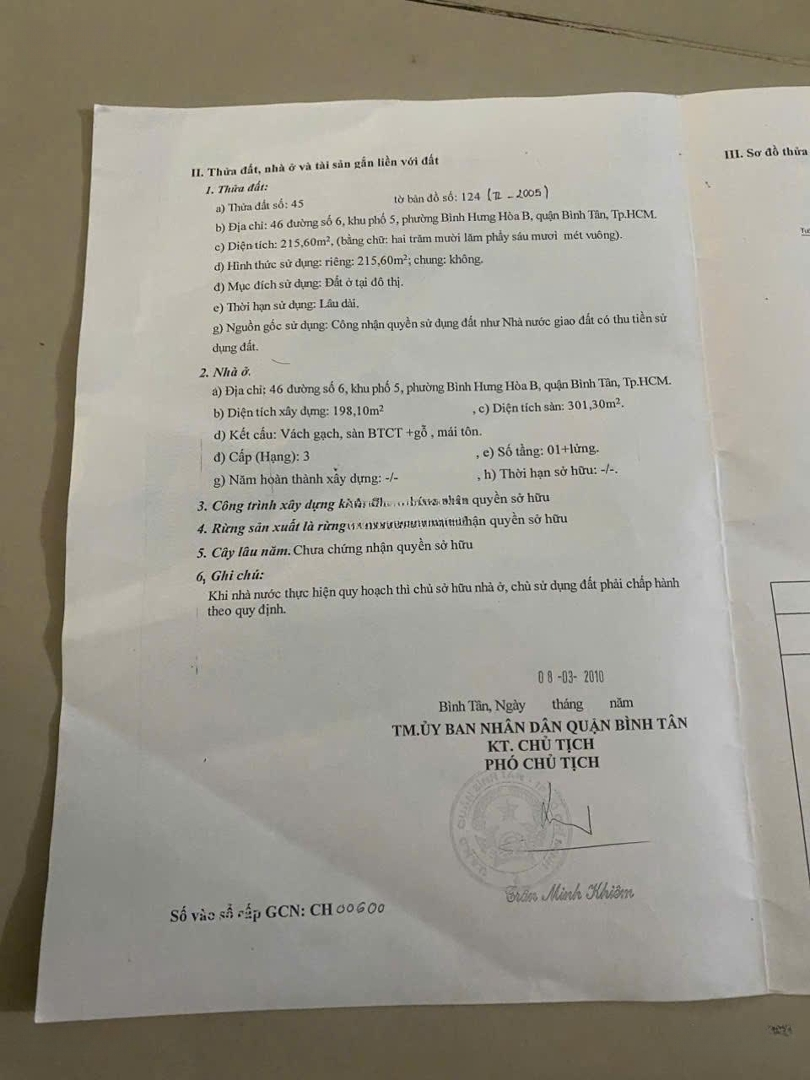 II. Thửa đất, nhà ở và tài sản gắn liền với đất
1. Thửa đất:
a) Thửa đất số: 45 tờ bản đồ số: 124 (TL - 2005)
b) Địa chỉ: 46 đường số 6, khu phố 5, phường Bình Hưng Hòa B, quận Bình Tân, Tp.HCM.
c) Diện tích: 215,60m², (bằng chữ: hai trăm mười lăm phẩy sáu mươi mét vuông).
d) Hình thức sử dụng: riêng: 215,60m²; chung: không.
đ) Mục đích sử dụng: Đất ở tại đô thị.
e) Thời hạn sử dụng: Lâu dài.
g) Nguồn gốc sử dụng: Công nhận quyền sử dụng đất như Nhà nước giao đất có thu tiền sử
dụng đất.
2. Nhà ở.
a) Địa chỉ: 46 đường số 6, khu phố 5, phường Bình Hưng Hòa B, quận Bình Tân, Tp.HCM.
b) Diện tích xây dựng: 198,10m² , c) Diện tích sàn: 301,30m².
d) Kết cấu: Vách gạch, sàn BTCT +gỗ , mái tôn.
đ) Cấp (Hạng): 3 , e) Số tầng: 01+lửng.
g) Năm hoàn thành xây dựng: -/- , h) Thời hạn sở hữu: -/-.
3. Công trình xây dựng nhận quyền sở hữu
4. Rừng sản xuất là rừng nhận quyền sở hữu
5. Cây lâu năm. Chưa chứng nhận quyền sở hữu
6, Ghi chú:
Khi nhà nước thực hiện quy hoạch thì chủ sở hữu nhà ở, chủ sử dụng đất phải chấp hành
theo quy định.
08 -03- 2010
Bình Tân, Ngày tháng năm
TM.ỦY BAN NHÂN DÂN QUẬN BÌNH TÂN
KT. CHỦ TỊCH
PHÓ CHỦ TỊCH
Trần Minh Khiêm
Số vào sổ cấp GCN: CH 00600
III. Sơ đồ thửa